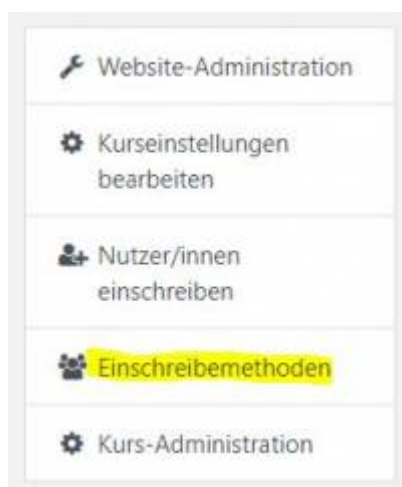 Website-Administration
Kurseinstellungen
bearbeiten
Nutzer/innen
einschreiben
Einschreibemethoden
Kurs-Administration